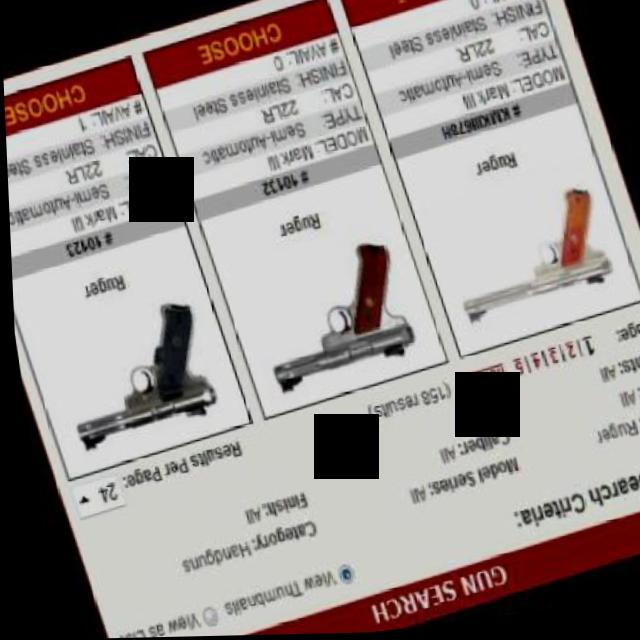 GUN SEARCH
View Thumbnails View as List
earch Criteria:
Ruger
Model Series: All
Category: Handguns
Caliber: All
Finish: All
(158 results)
Results Per Page: 24
1 | 2 | 3 | 4 | 5
Ruger
MODEL: Mark III
TYPE: Semi-Automatic
CAL: 22LR
FINISH: Stainless Steel
Ruger
# 10132
MODEL: Mark III
TYPE: Semi-Automatic
CAL: 22LR
FINISH: Stainless Steel
# AVAIL: 0
CHOOSE
Ruger
# 10123
Mark III
Semi-Automatic
CAL: 22LR
FINISH: Stainless
# AVAIL: 1
CHOOSE